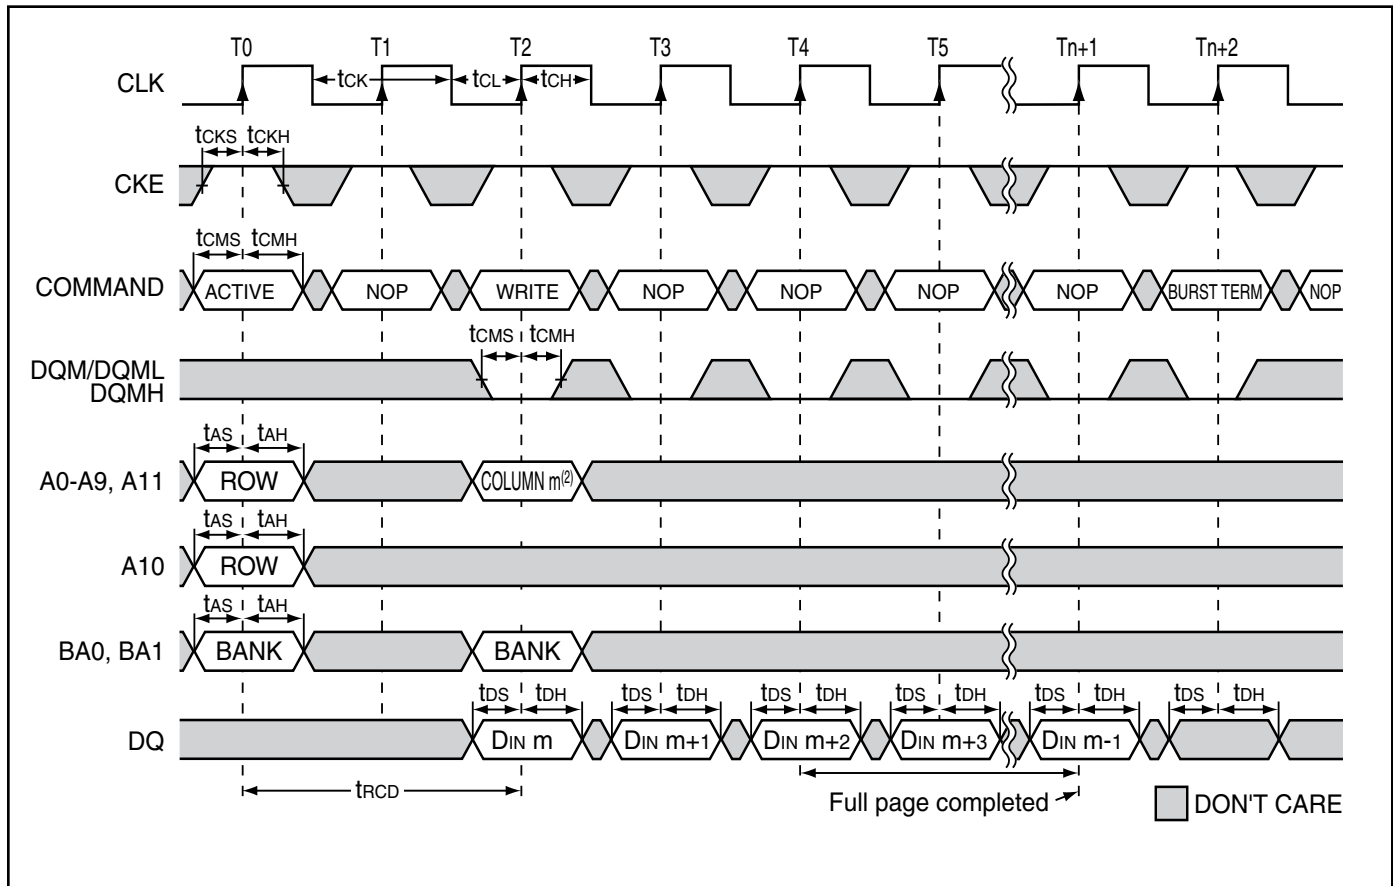 T0 T1 T2 T3 T4 T5 Tn+1 Tn+2
CLK
tCK tCL tCH
tCKS tCKH
CKE
tCMS tCMH
COMMAND ACTIVE NOP WRITE NOP NOP NOP NOP BURST TERM NOP
tCMS tCMH
DQM/DQML
DQMH
tAS tAH
A0-A9, A11 ROW COLUMN m(2)
tAS tAH
A10 ROW
tAS tAH
BA0, BA1 BANK BANK
tDS tDH tDS tDH tDS tDH tDS tDH tDS tDH tDS tDH
DQ DIN m DIN m+1 DIN m+2 DIN m+3 DIN m-1
tRCD
Full page completed
DON'T CARE